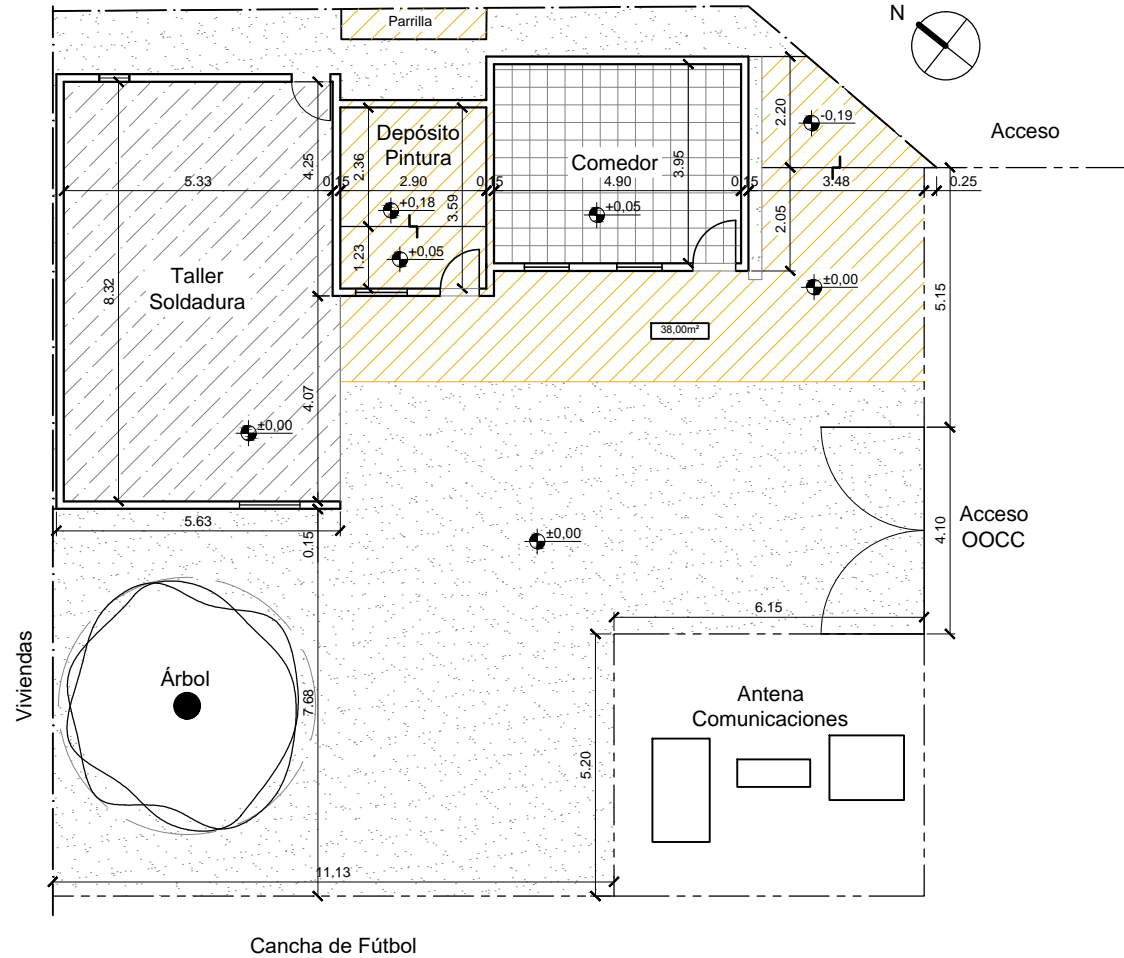 Parrilla
N
2.20
-0,19
Acceso
Depósito
Pintura
Comedor
4.25
2.36
3.95
5.33
0.15
2.90
0.15
4.90
0.15
3.48
0.25
+0,18
3.59
+0,05
2.05
1.23
+0,05
Taller
Soldadura
8.32
±0,00
5.15
38,00m²
4.07
±0,00
5.63
0.15
±0,00
Acceso
OOCC
4.10
6.15
Viviendas
Árbol
7.68
Antena
Comunicaciones
5.20
11.13
Cancha de Fútbol